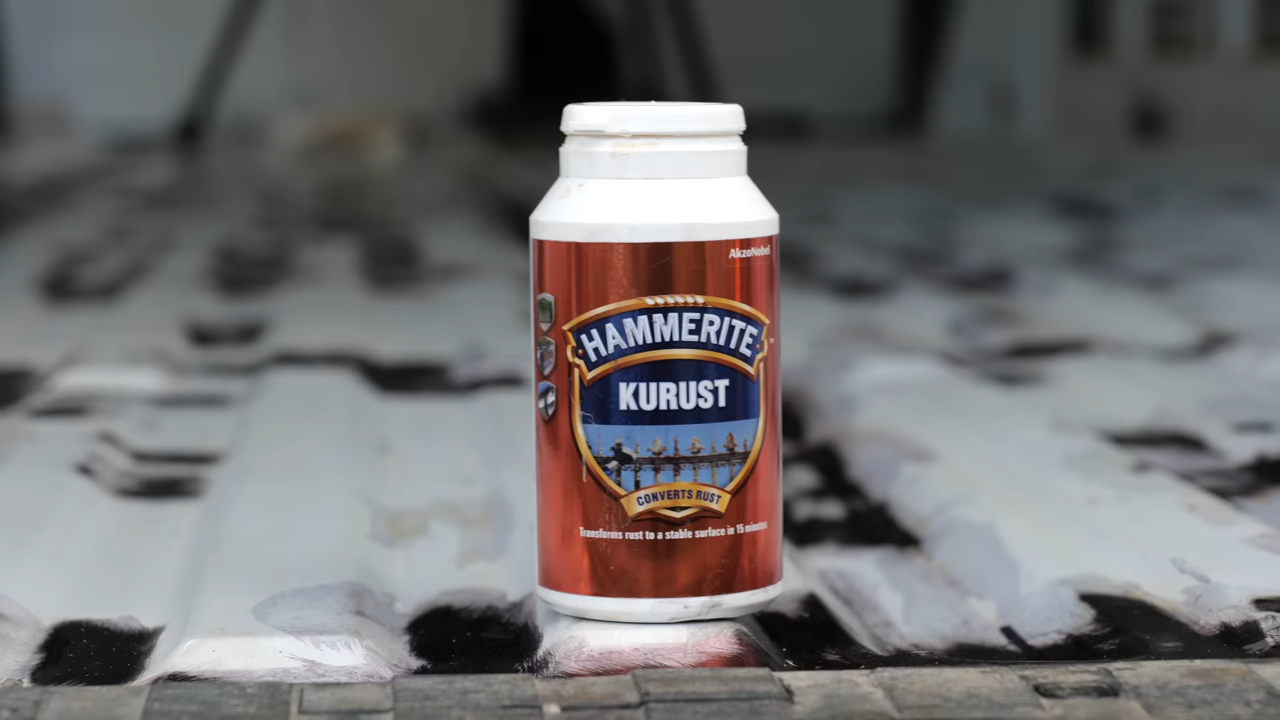 AkzoNobel
HAMMERITE
KURUST
CONVERTS RUST
Transforms rust to a stable surface in 15 minutes